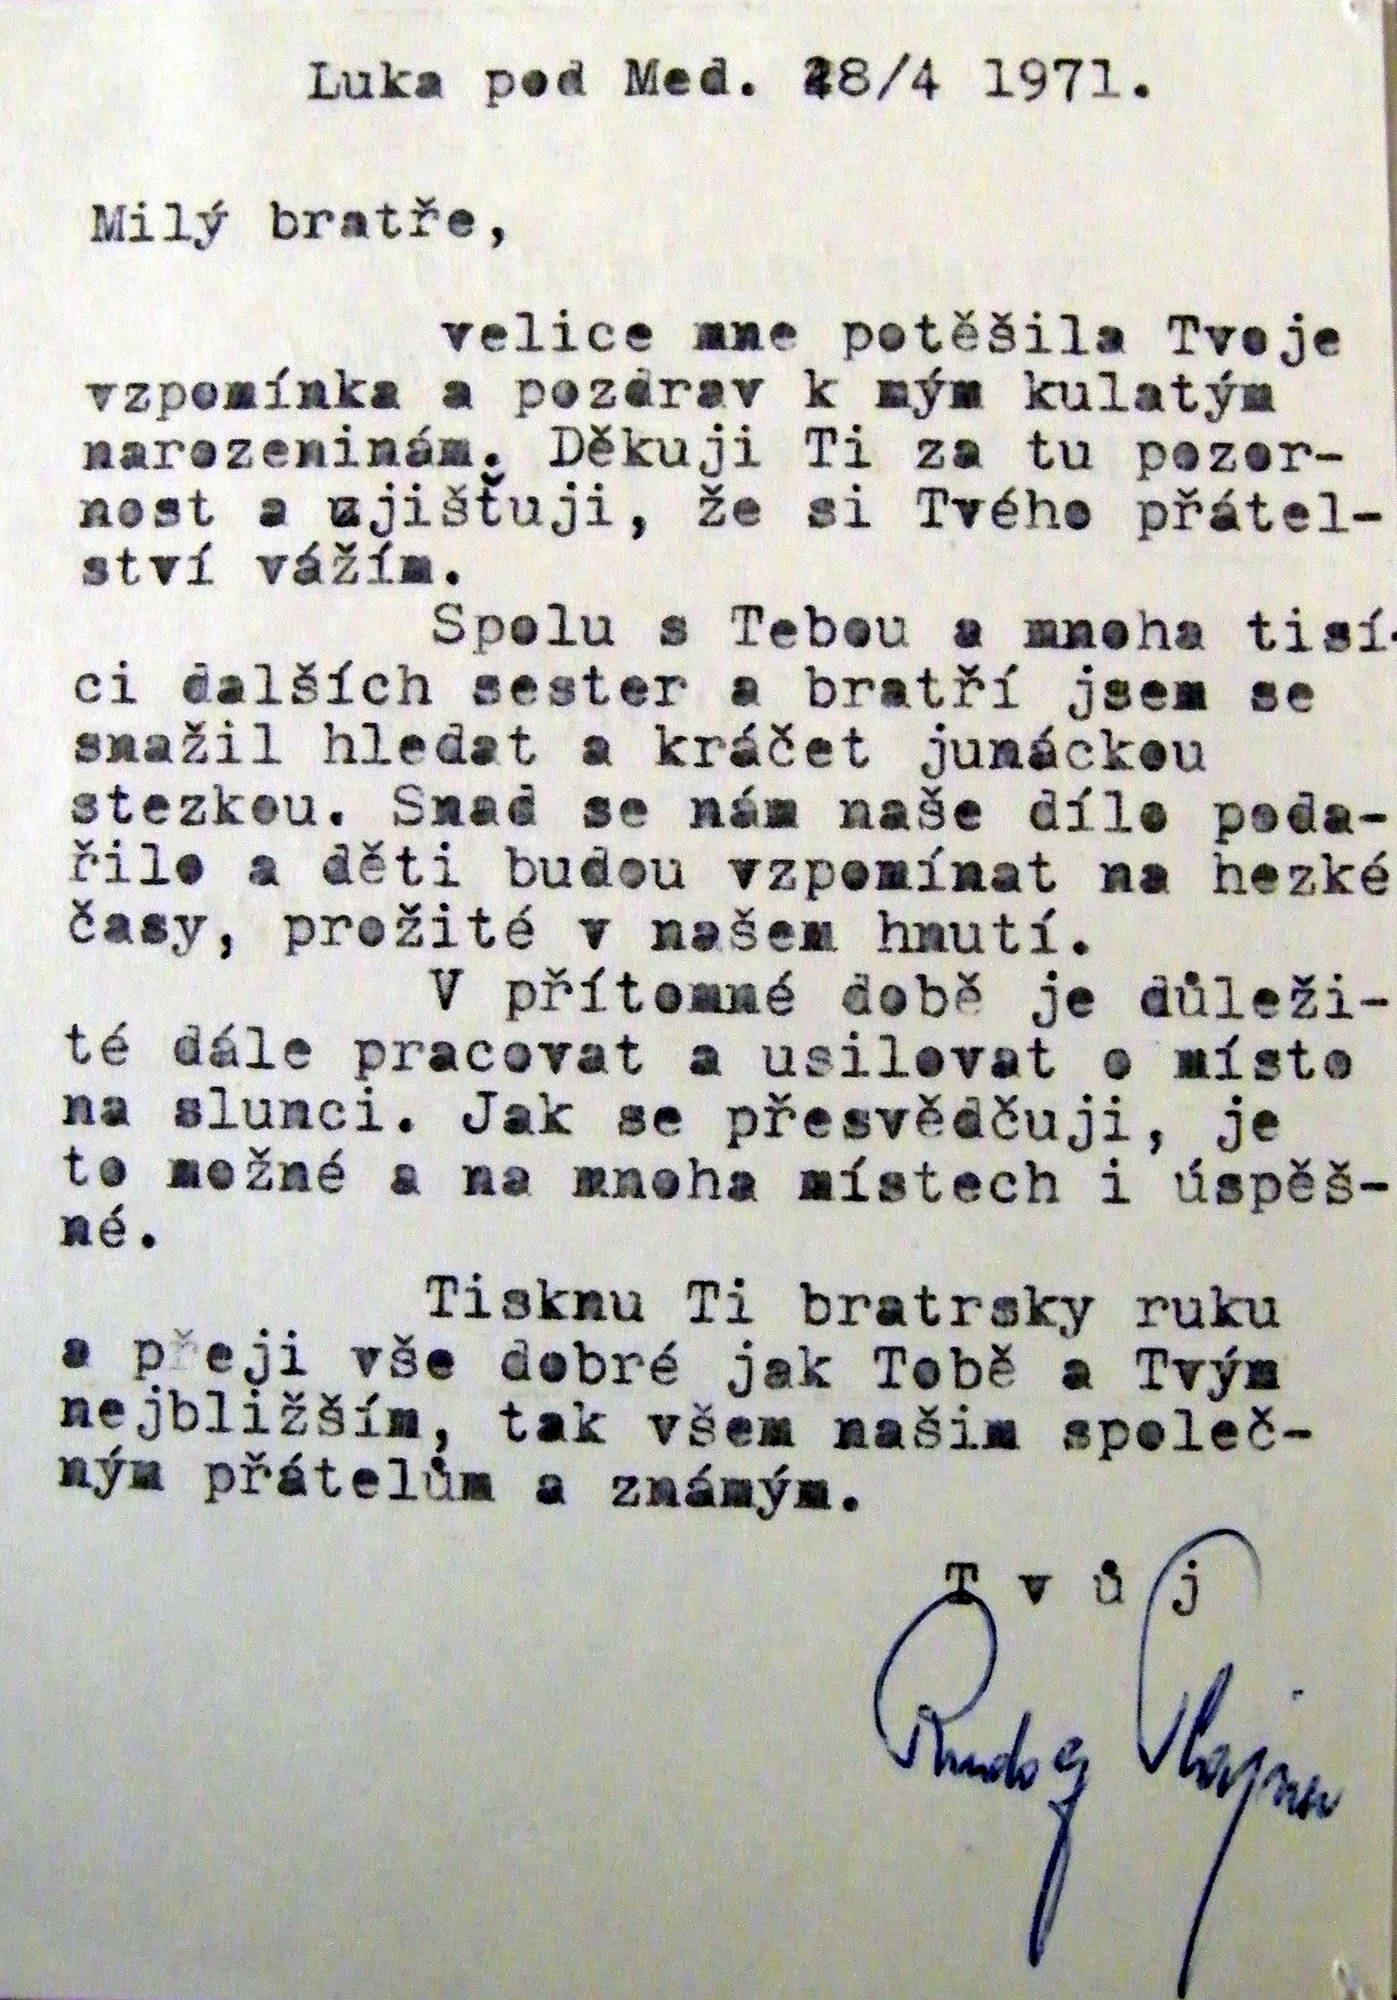 Luka pod Med. 28/4 1971.
Milý bratře,
velice mne potěšila Tvoje
vzpomínka a pozdrav k mým kulatým
narozeninám. Děkuji Ti za tu pozor-
nost a zjišťuji, že si Tvého přátel-
ství vážím.
Spolu s Tebou a mnoha tisí-
ci dalších sester a bratří jsem se
snažil hledat a kráčet junáckou
stezkou. Snad se nám naše dílo poda-
řilo a děti budou vzpomínat na hezké
časy, prožité v našem hnutí.
V přítomné době je důleži-
té dále pracovat a usilovat o místo
na slunci. Jak se přesvědčuji, je
to možné a na mnoha místech i úspěš-
né.
Tisknu Ti bratrsky ruku
a přeji vše dobré jak Tobě a Tvým
nejbližším, tak všem našim společ-
ným přátelům a známým.
T v ů j
Rudolf Plajner